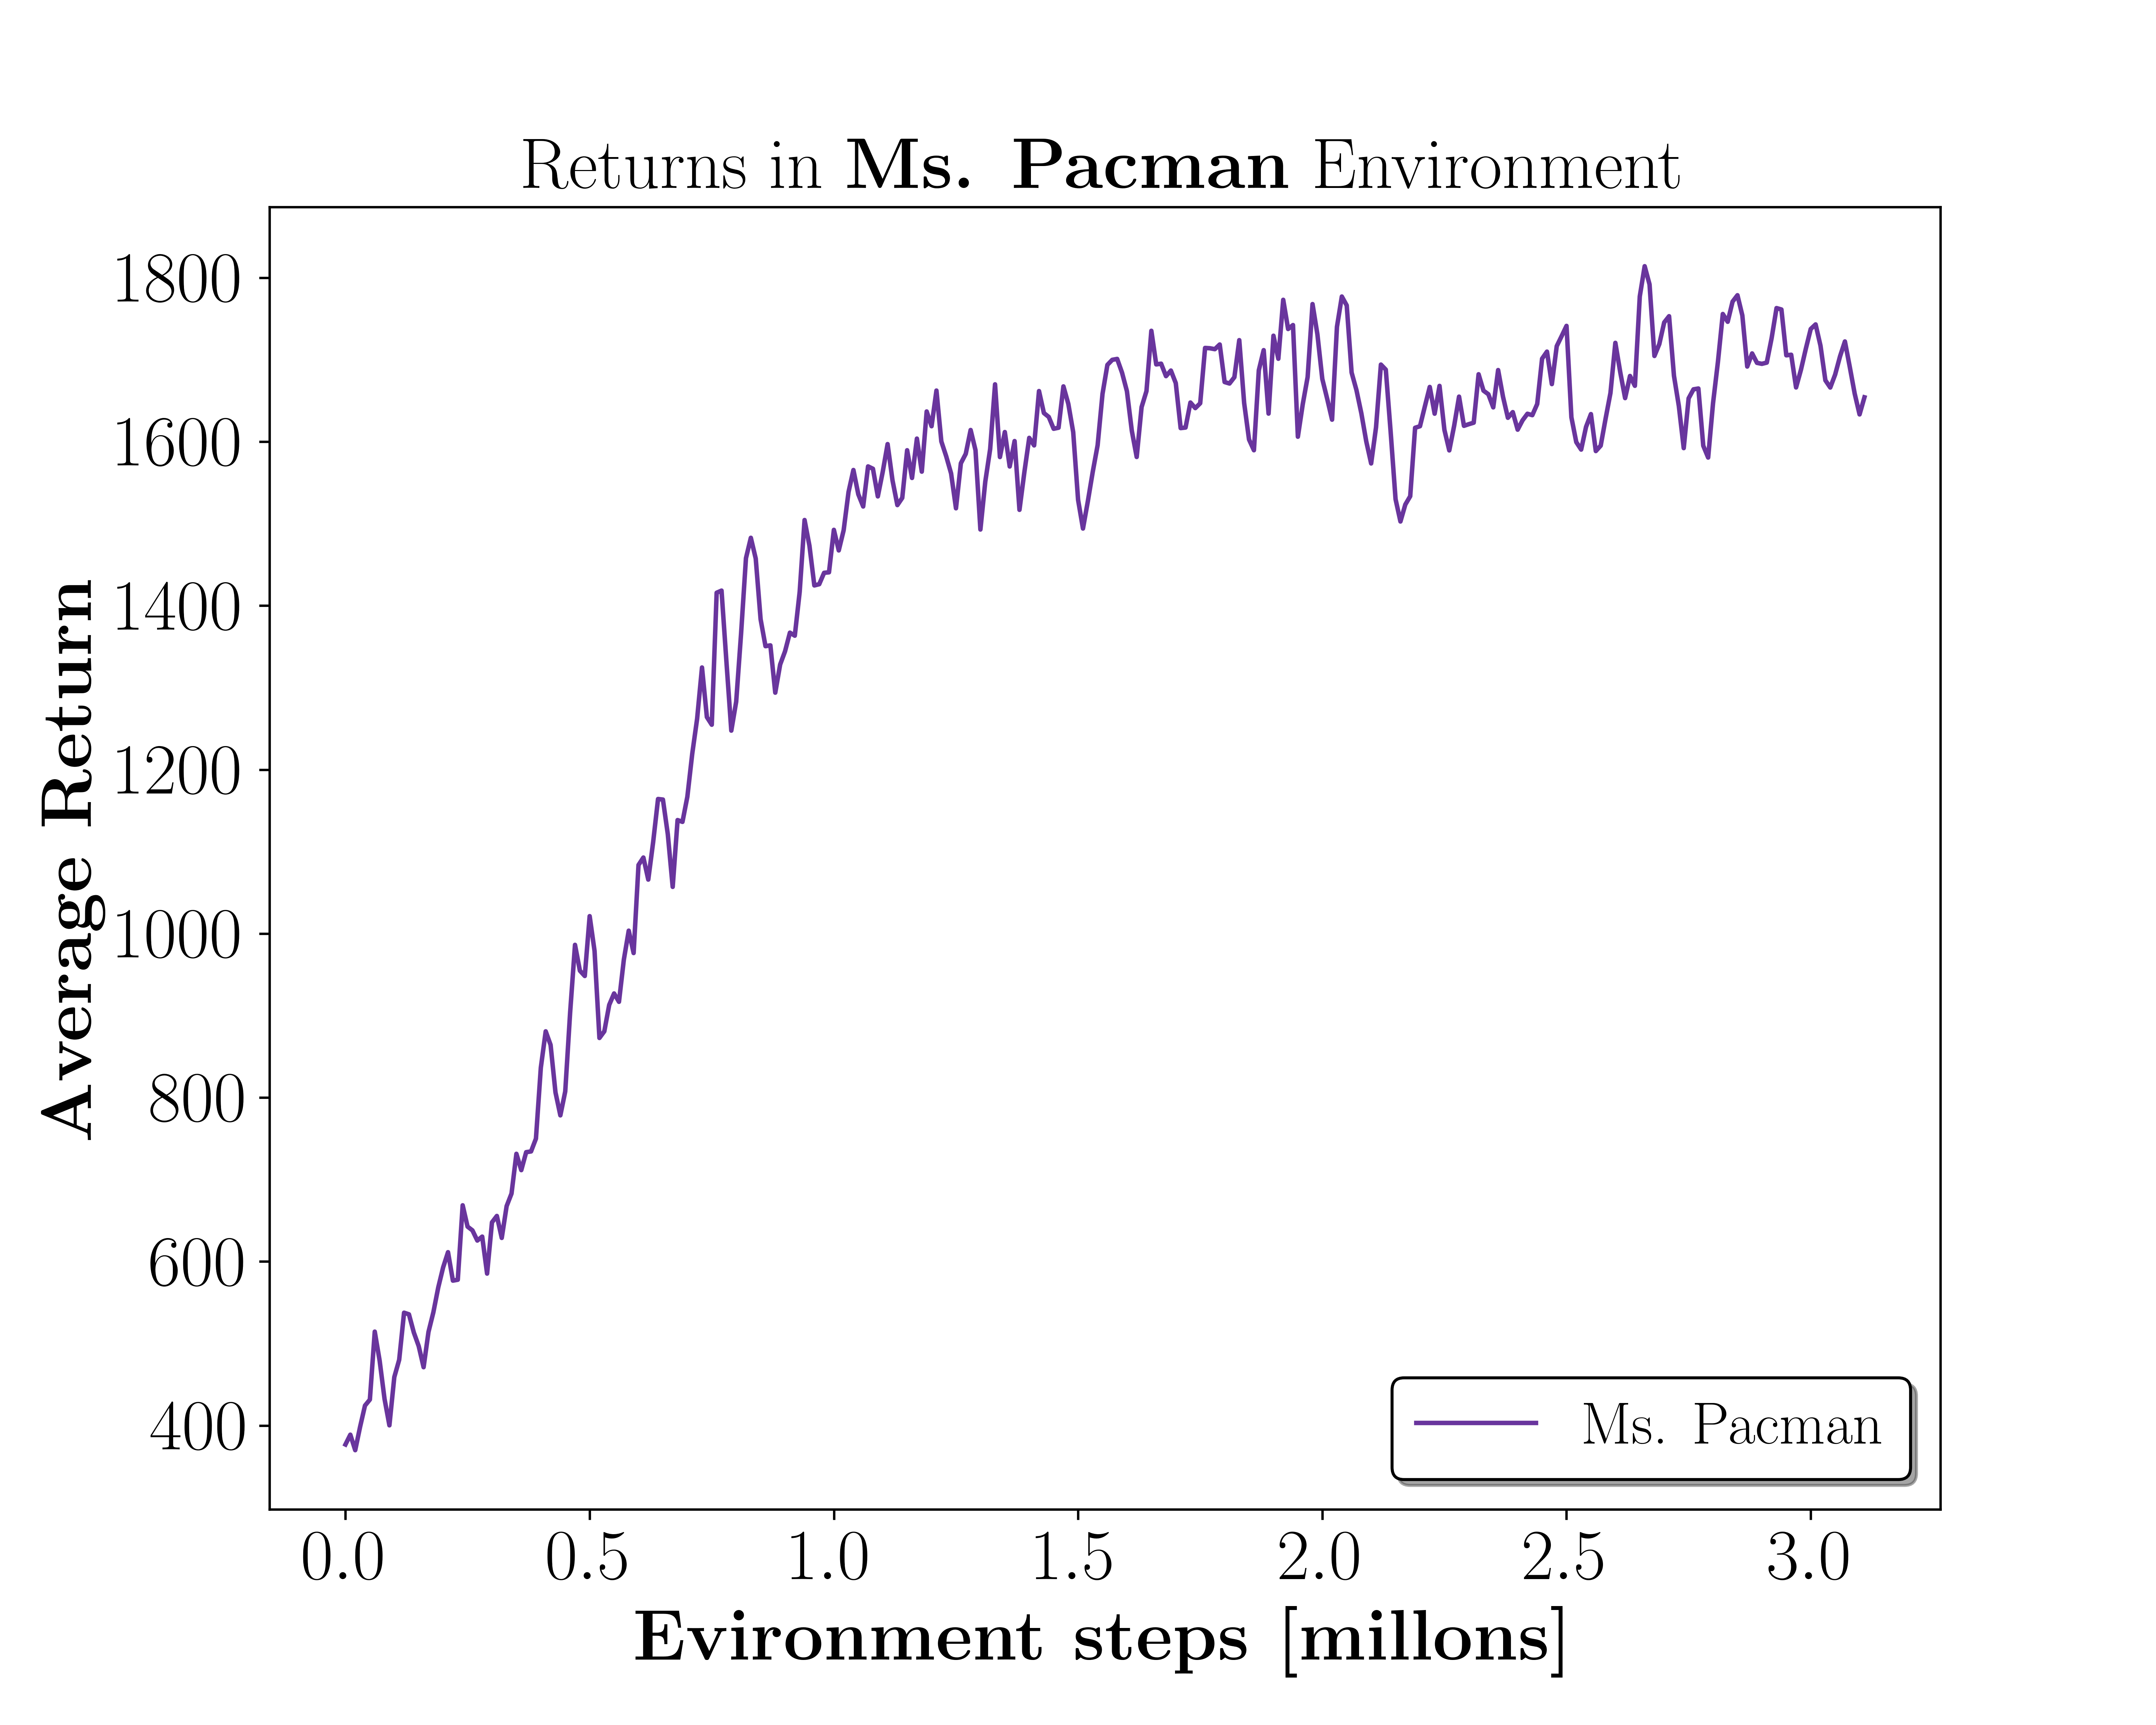 Returns in Ms. Pacman Environment
Average Return
1800
1600
1400
1200
1000
800
600
400
Ms. Pacman
0.0 0.5 1.0 1.5 2.0 2.5 3.0
Evironment steps [millons]